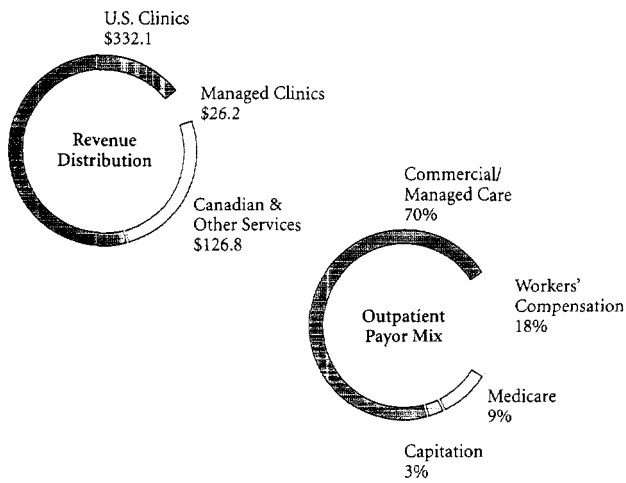 U.S. Clinics
$332.1
Managed Clinics
$26.2
Revenue
Distribution
Canadian &
Other Services
$126.8
Commercial/
Managed Care
70%
Workers'
Compensation
18%
Outpatient
Payor Mix
Medicare
9%
Capitation
3%